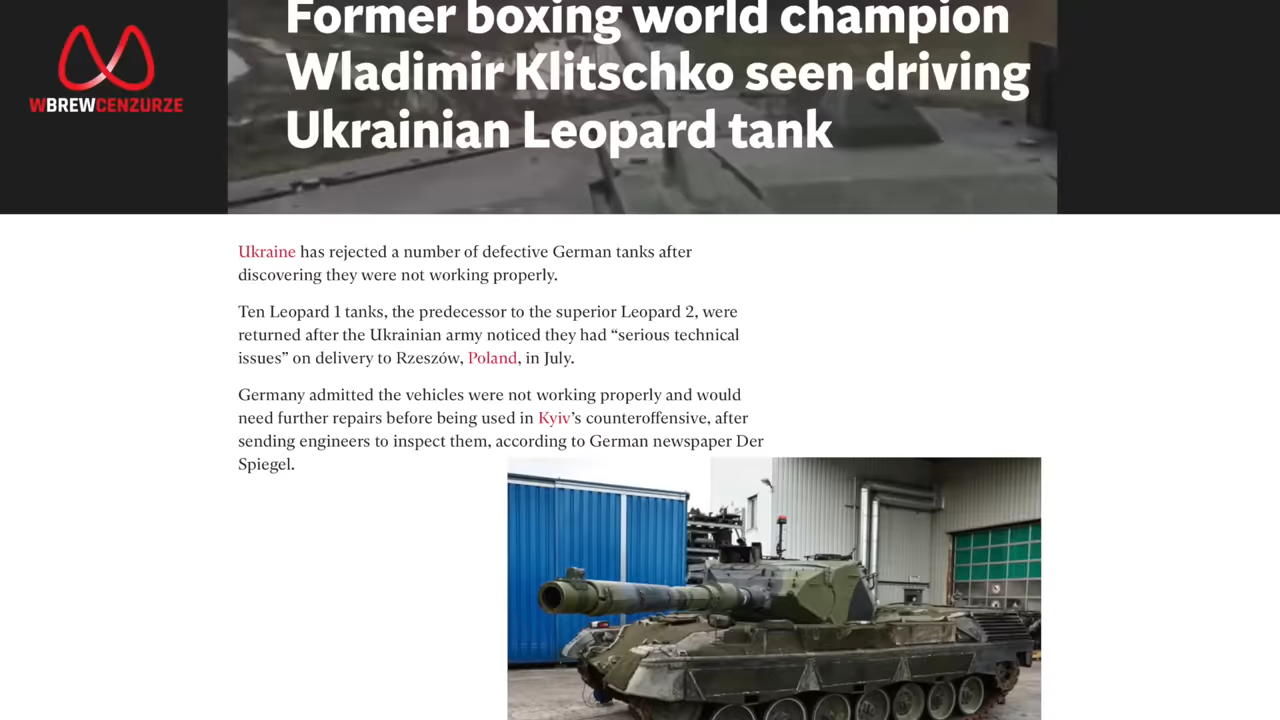 Former boxing world champion
Wladimir Klitschko seen driving
Ukrainian Leopard tank
WBREWCENZURZE
Ukraine has rejected a number of defective German tanks after
discovering they were not working properly.
Ten Leopard 1 tanks, the predecessor to the superior Leopard 2, were
returned after the Ukrainian army noticed they had “serious technical
issues” on delivery to Rzeszów, Poland, in July.
Germany admitted the vehicles were not working properly and would
need further repairs before being used in Kyiv’s counteroffensive, after
sending engineers to inspect them, according to German newspaper Der
Spiegel.